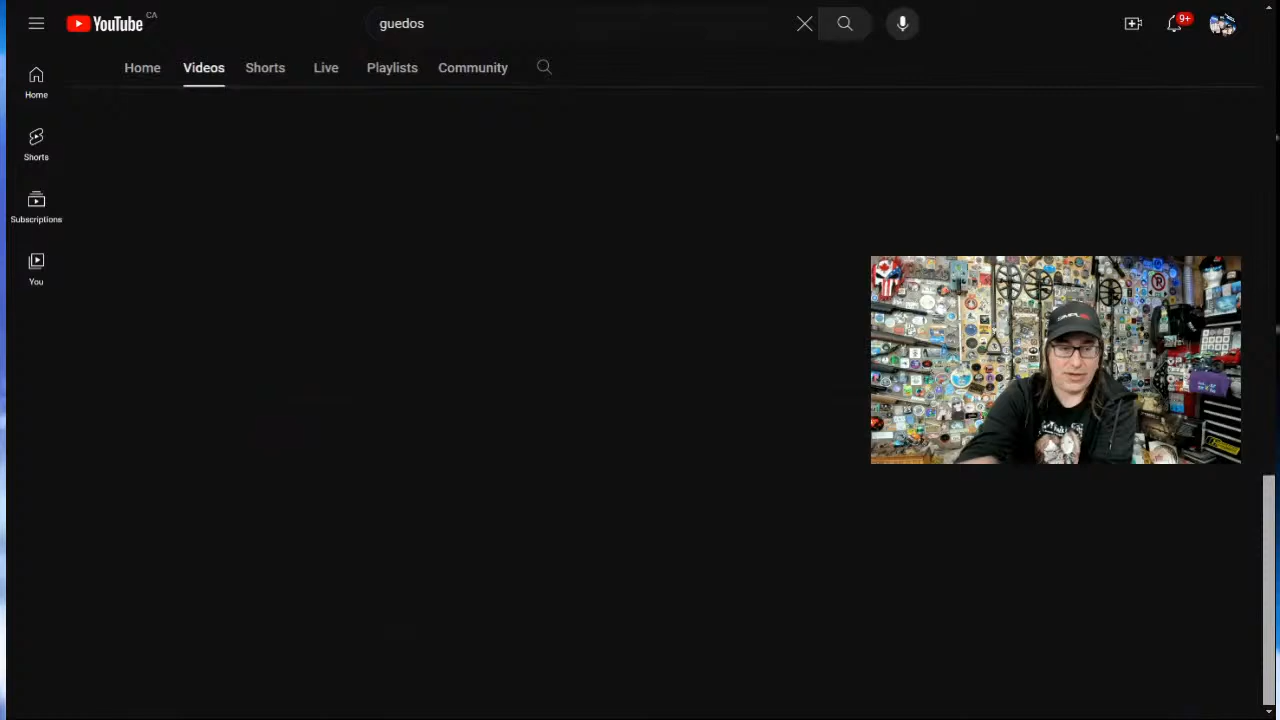 YouTube CA
guedos
9+
Home Videos Shorts Live Playlists Community
Home
Shorts
Subscriptions
You